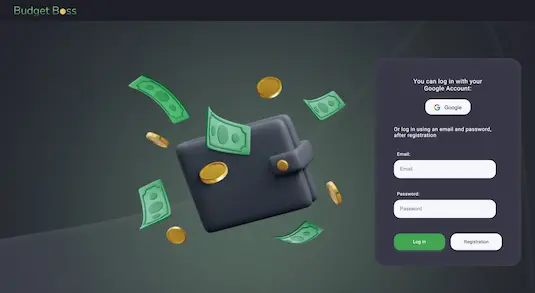 Budget Boss
You can log in with your
Google Account:
Google
Or log in using an email and password,
after registration
Email:
Email
Password:
Password
Log in
Registration